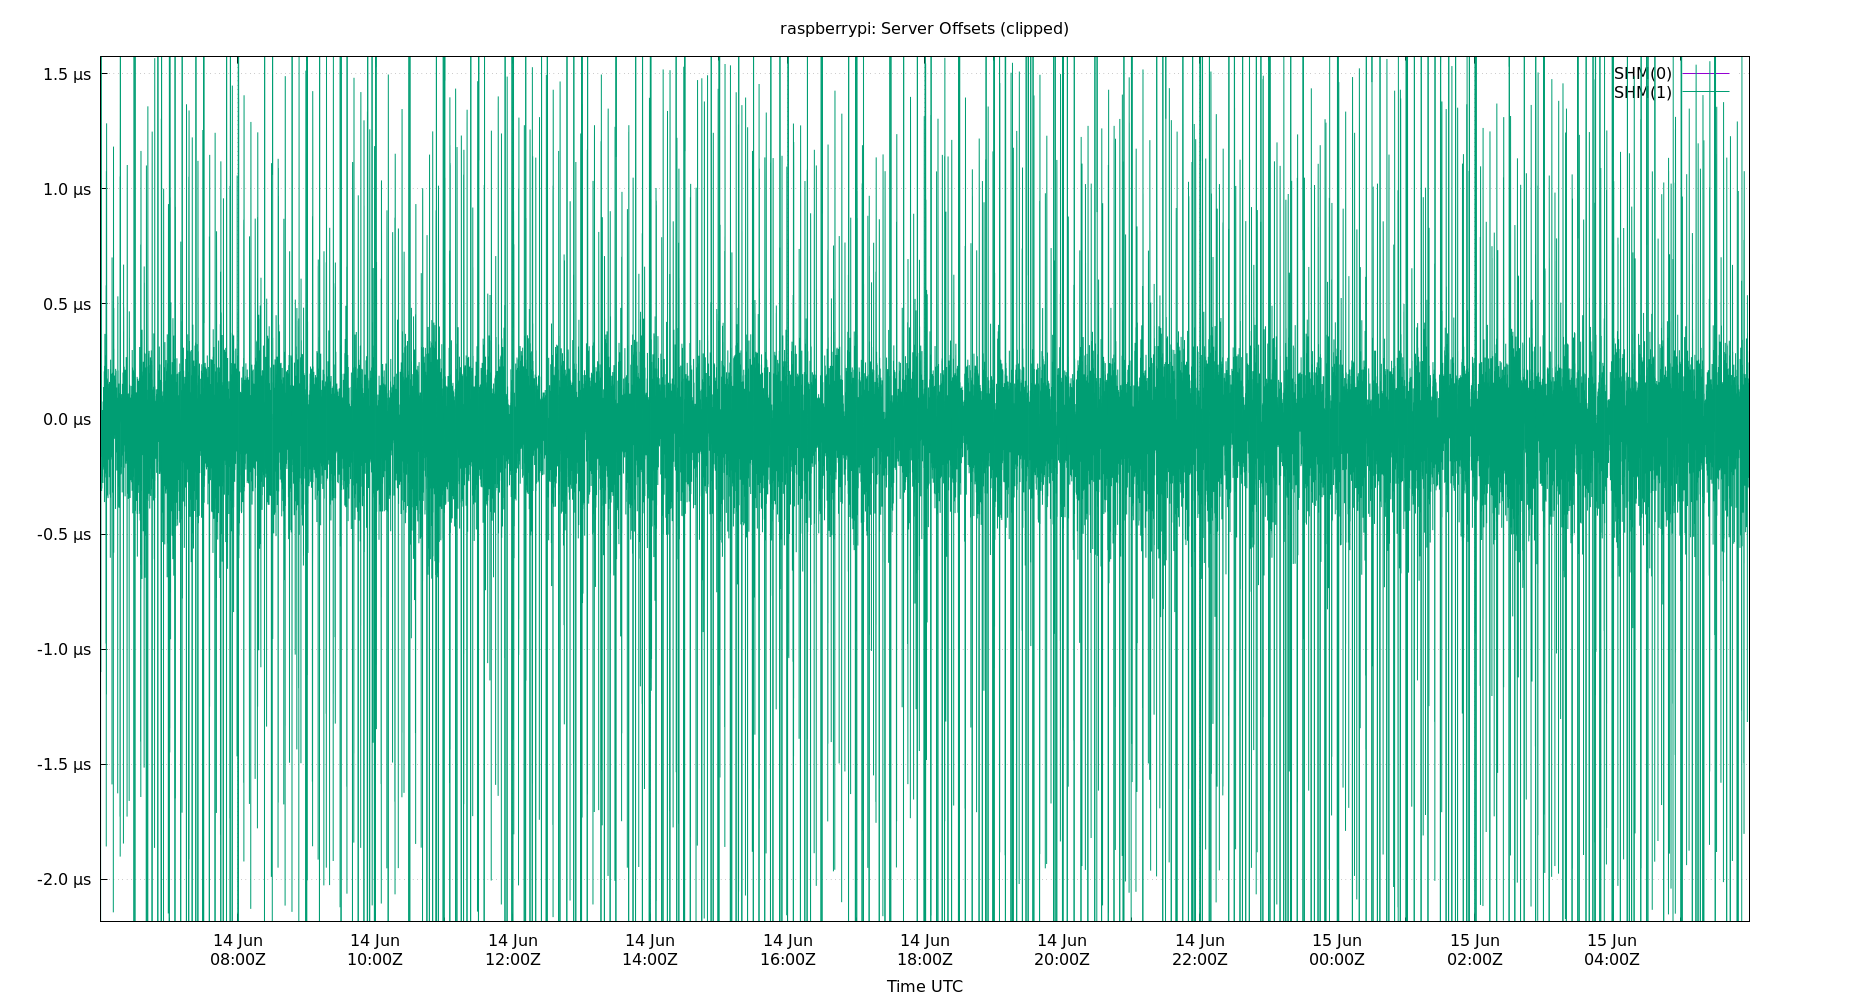 raspberrypi: Server Offsets (clipped)
1.5 µs
1.0 µs
0.5 µs
0.0 µs
-0.5 µs
-1.0 µs
-1.5 µs
-2.0 µs
SHM(0)
SHM(1)
14 Jun 14 Jun 14 Jun 14 Jun 14 Jun 14 Jun 14 Jun 14 Jun 15 Jun 15 Jun 15 Jun
08:00Z 10:00Z 12:00Z 14:00Z 16:00Z 18:00Z 20:00Z 22:00Z 00:00Z 02:00Z 04:00Z
Time UTC